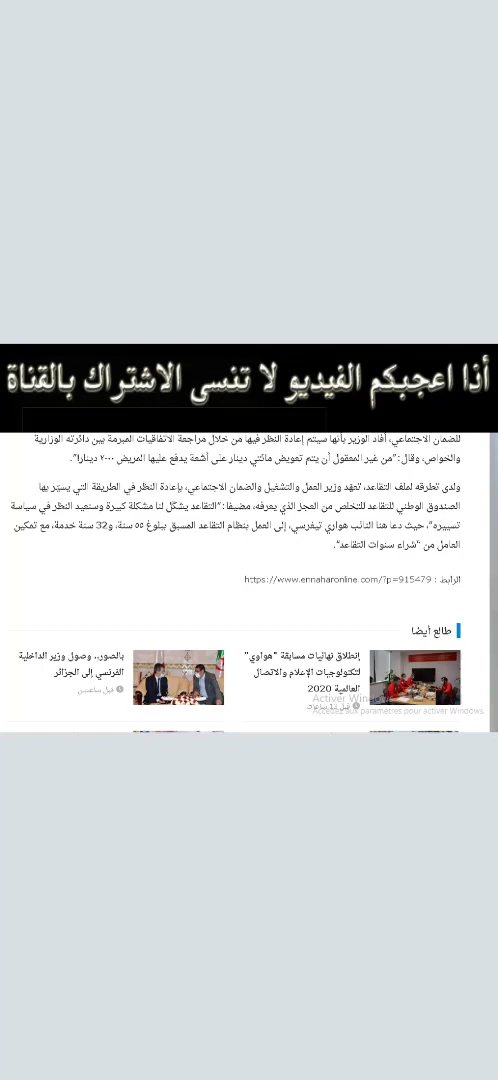 أذا اعجبكم الفيديو لا تنسى الاشتراك بالقناة
للضمان الاجتماعي، أفاد الوزير بأنها سيتم إعادة النظر فيها من خلال مراجعة الاتفاقيات المبرمة بين دائرته الوزارية
والخواص، وقال: "من غير المعقول أن يتم تعويض مائتي دينار على أشعة يدفع عليها المريض ٢٠٠٠ دينارا".
ولدى تطرقه لملف التقاعد، تعهّد وزير العمل والتشغيل والضمان الاجتماعي، بإعادة النظر في الطريقة التي يسيّر بها
الصندوق الوطني للتقاعد للتخلص من العجز الذي يعرفه، مضيفا: "التقاعد يشكّل لنا مشكلة كبيرة وسنعيد النظر في سياسة
تسييره"، حيث دعا هنا النائب هواري تيغرسي، إلى العمل بنظام التقاعد المسبق ببلوغ ٥٥ سنة، و32 سنة خدمة، مع تمكين
العامل من "شراء سنوات التقاعد".
الرابط : https://www.ennaharonline.com/?p=915479
طالع أيضا
إنطلاق نهائيات مسابقة "هواوي"
لتكنولوجيات الإعلام والاتصال
العالمية 2020
قبل 12 ساعات
بالصور.. وصول وزير الداخلية
الفرنسي إلى الجزائر
قبل ساعتين
Activer Windows
Accédez aux paramètres pour activer Windows.